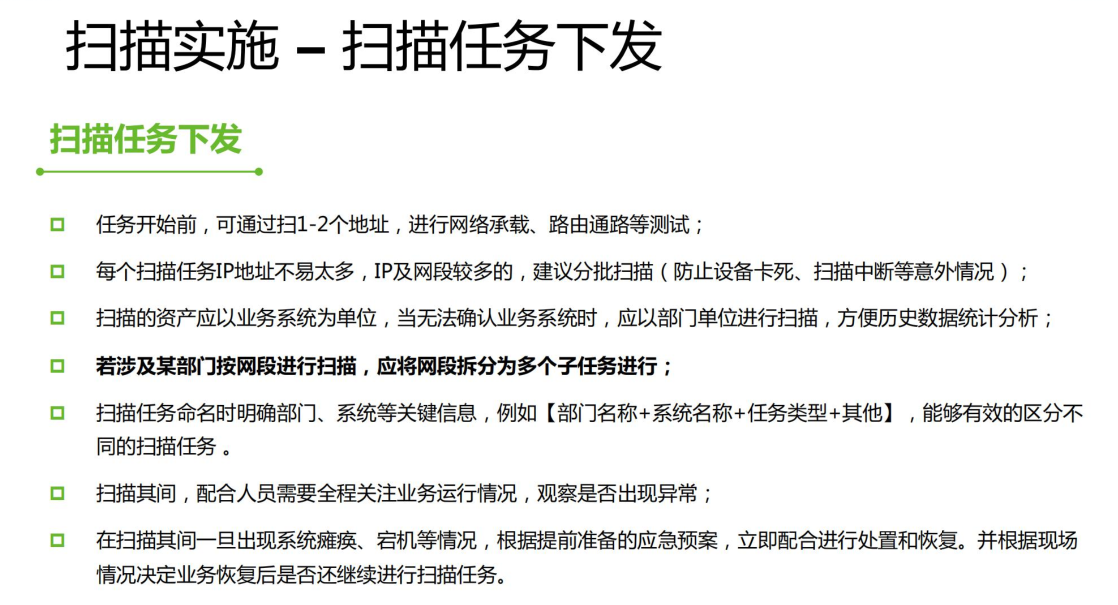 扫描实施 – 扫描任务下发
扫描任务下发
任务开始前，可通过扫1-2个地址，进行网络承载、路由通路等测试；
每个扫描任务IP地址不易太多，IP及网段较多的，建议分批扫描（防止设备卡死、扫描中断等意外情况）；
扫描的资产应以业务系统为单位，当无法确认业务系统时，应以部门单位进行扫描，方便历史数据统计分析；
若涉及某部门按网段进行扫描，应将网段拆分为多个子任务进行；
扫描任务命名时明确部门、系统等关键信息，例如【部门名称+系统名称+任务类型+其他】，能够有效的区分不
同的扫描任务 。
扫描其间，配合人员需要全程关注业务运行情况，观察是否出现异常；
在扫描其间一旦出现系统瘫痪、宕机等情况，根据提前准备的应急预案，立即配合进行处置和恢复。并根据现场
情况决定业务恢复后是否还继续进行扫描任务。